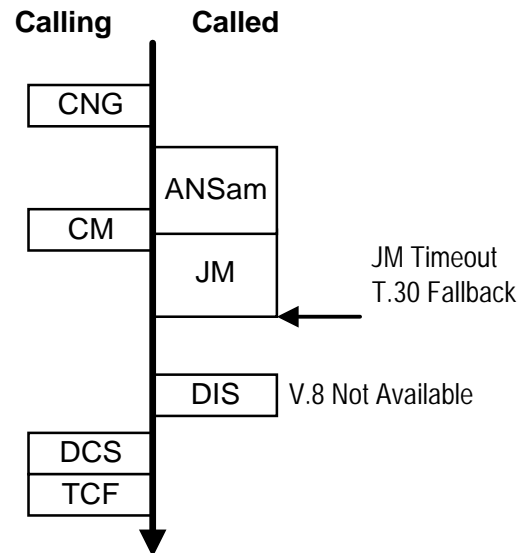 Calling Called
CNG
ANSam
CM
JM
JM Timeout
T.30 Fallback
DIS V.8 Not Available
DCS
TCF